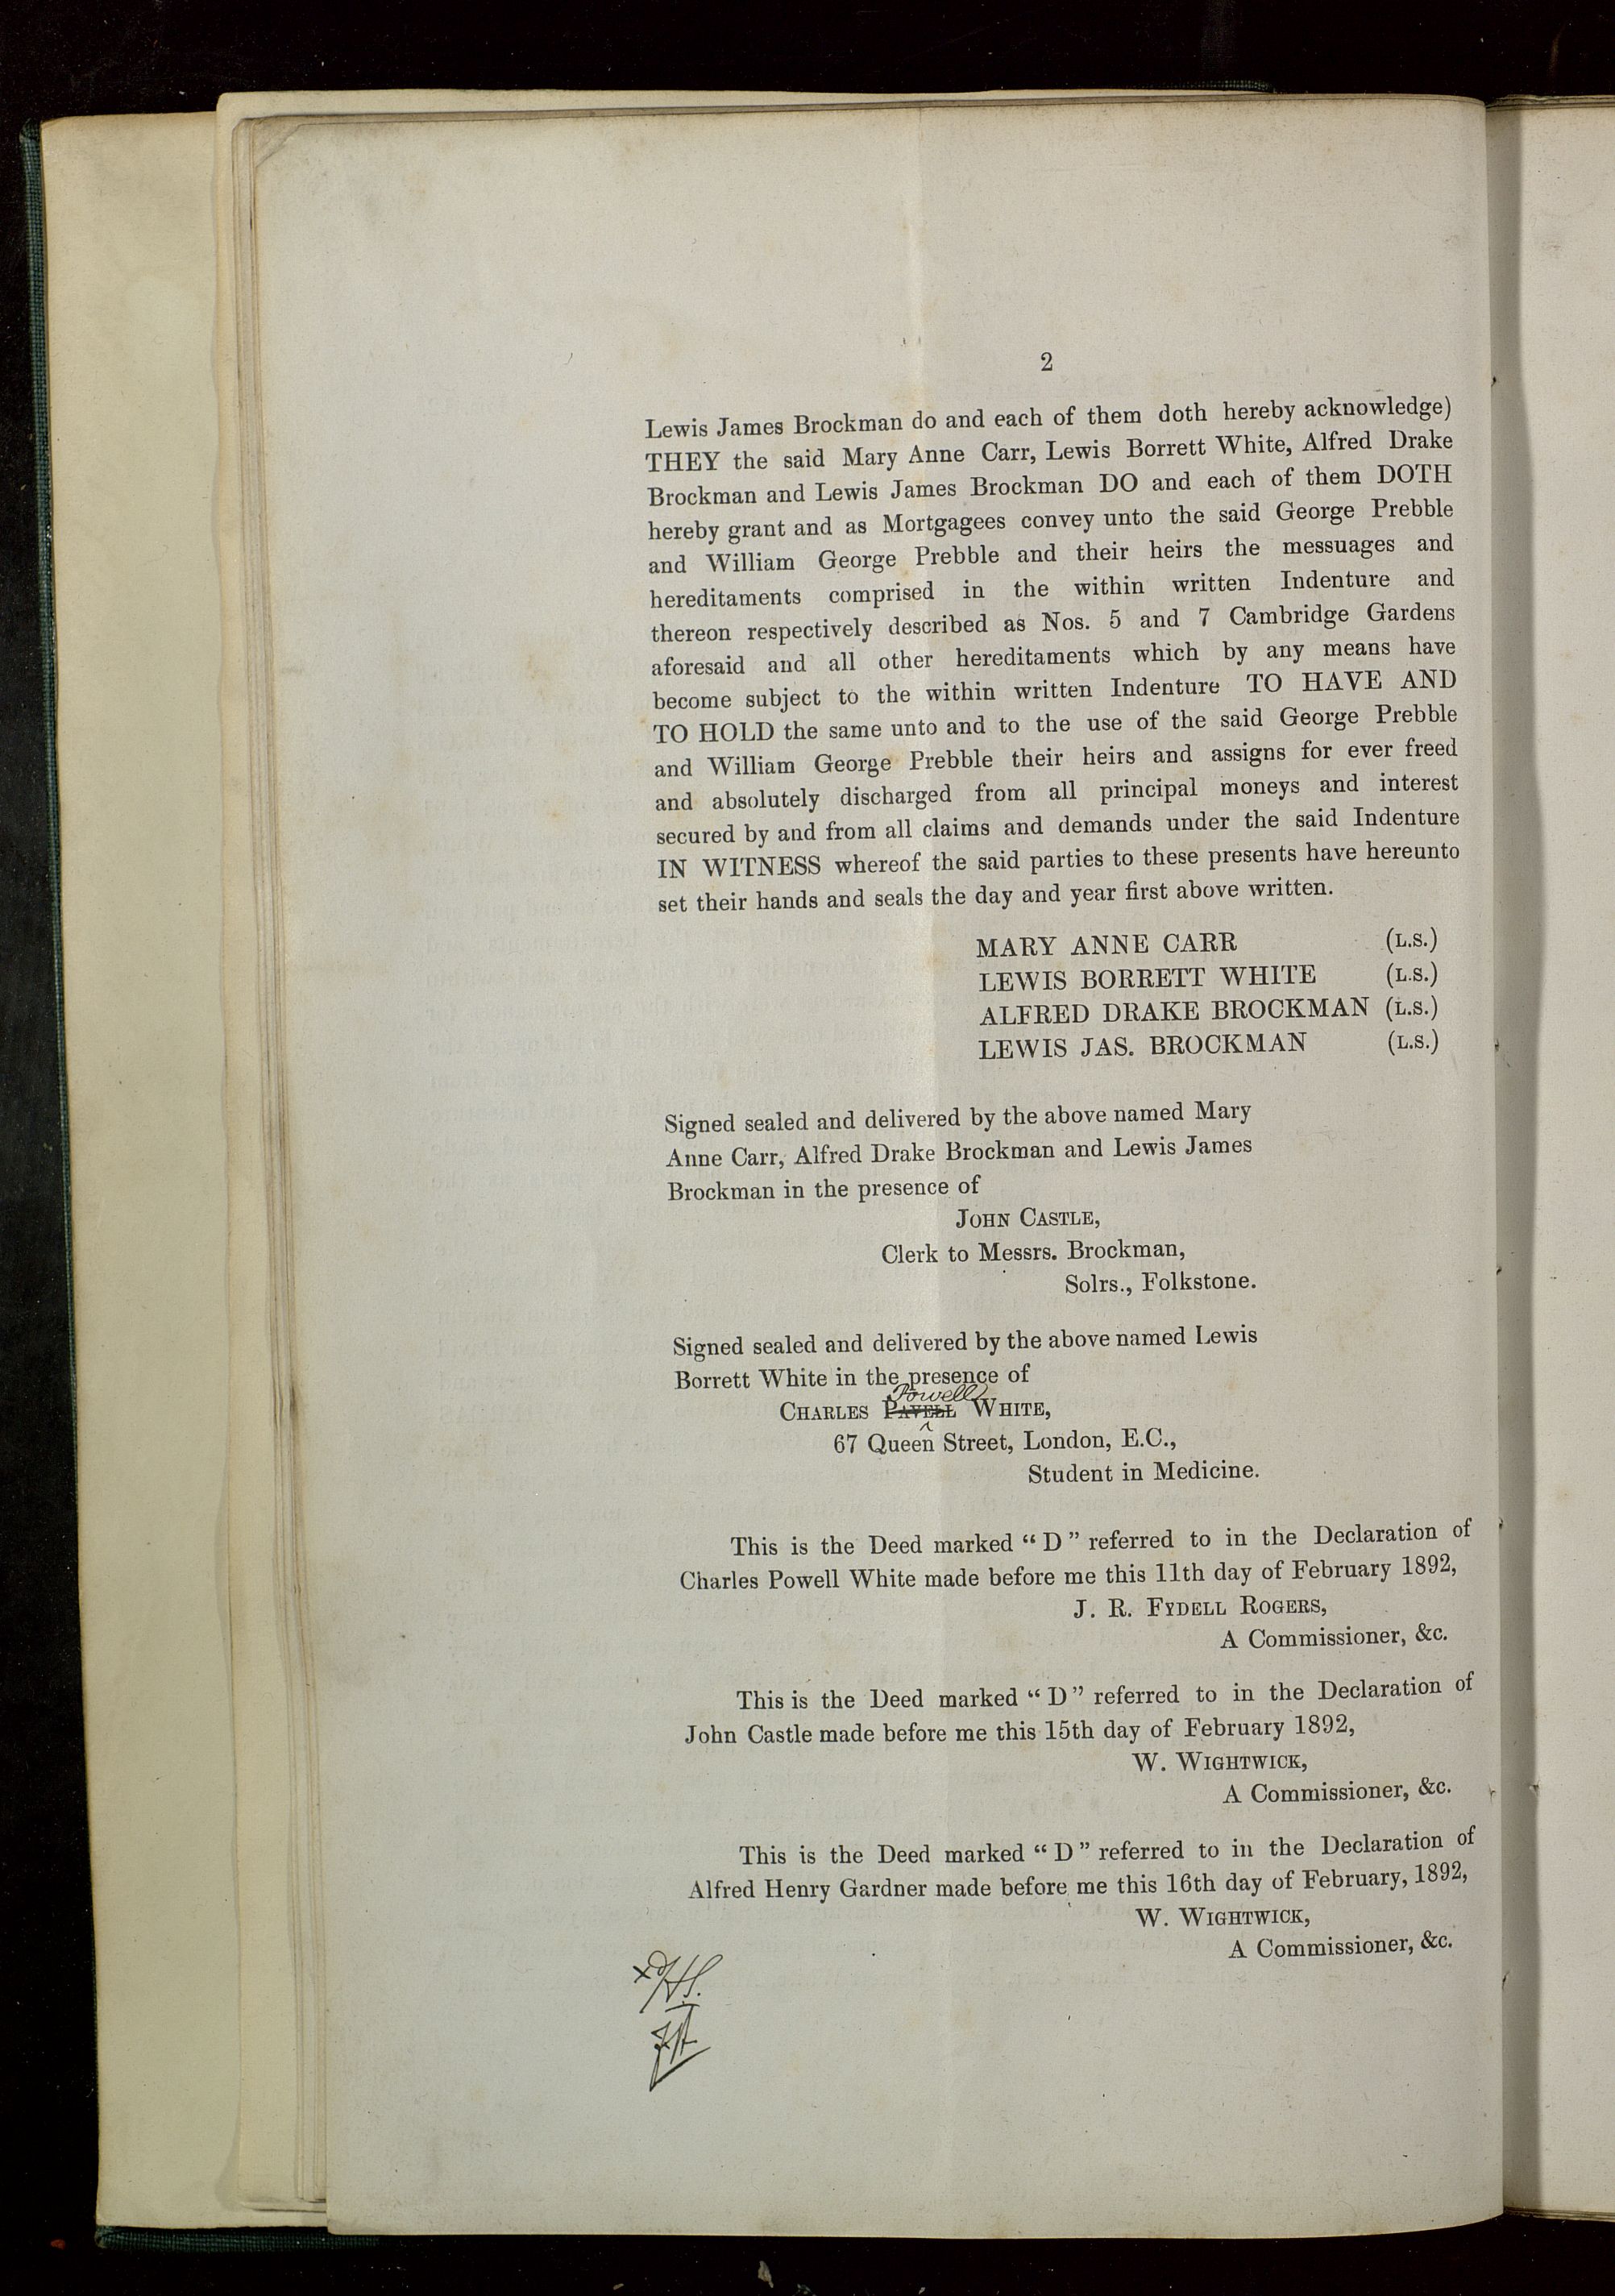 2
Lewis James Brockman do and each of them doth hereby acknowledge)
THEY the said Mary Anne Carr, Lewis Borrett White, Alfred Drake
Brockman and Lewis James Brockman DO and each of them DOTH
hereby grant and as Mortgagees convey unto the said George Prebble
and William George Prebble and their heirs the messuages and
hereditaments comprised in the within written Indenture and
thereon respectively described as Nos. 5 and 7 Cambridge Gardens
aforesaid and all other hereditaments which by any means have
become subject to the within written Indenture TO HAVE AND
TO HOLD the same unto and to the use of the said George Prebble
and William George Prebble their heirs and assigns for ever freed
and absolutely discharged from all principal moneys and interest
secured by and from all claims and demands under the said Indenture
IN WITNESS whereof the said parties to these presents have hereunto
set their hands and seals the day and year first above written.
MARY ANNE CARR (L.S.)
LEWIS BORRETT WHITE (L.S.)
ALFRED DRAKE BROCKMAN (L.S.)
LEWIS JAS. BROCKMAN (L.S.)
Signed sealed and delivered by the above named Mary
Anne Carr, Alfred Drake Brockman and Lewis James
Brockman in the presence of
JOHN CASTLE,
Clerk to Messrs. Brockman,
Solrs., Folkstone.
Signed sealed and delivered by the above named Lewis
Borrett White in the presence of
Powell
CHARLES PAVELL WHITE,
67 Queen Street, London, E.C.,
Student in Medicine.
This is the Deed marked "D" referred to in the Declaration of
Charles Powell White made before me this 11th day of February 1892,
J. R. FYDELL ROGERS,
A Commissioner, &c.
This is the Deed marked "D" referred to in the Declaration of
John Castle made before me this 15th day of February 1892,
W. WIGHTWICK,
A Commissioner, &c.
This is the Deed marked "D" referred to in the Declaration of
Alfred Henry Gardner made before me this 16th day of February, 1892,
W. WIGHTWICK,
A Commissioner, &c.